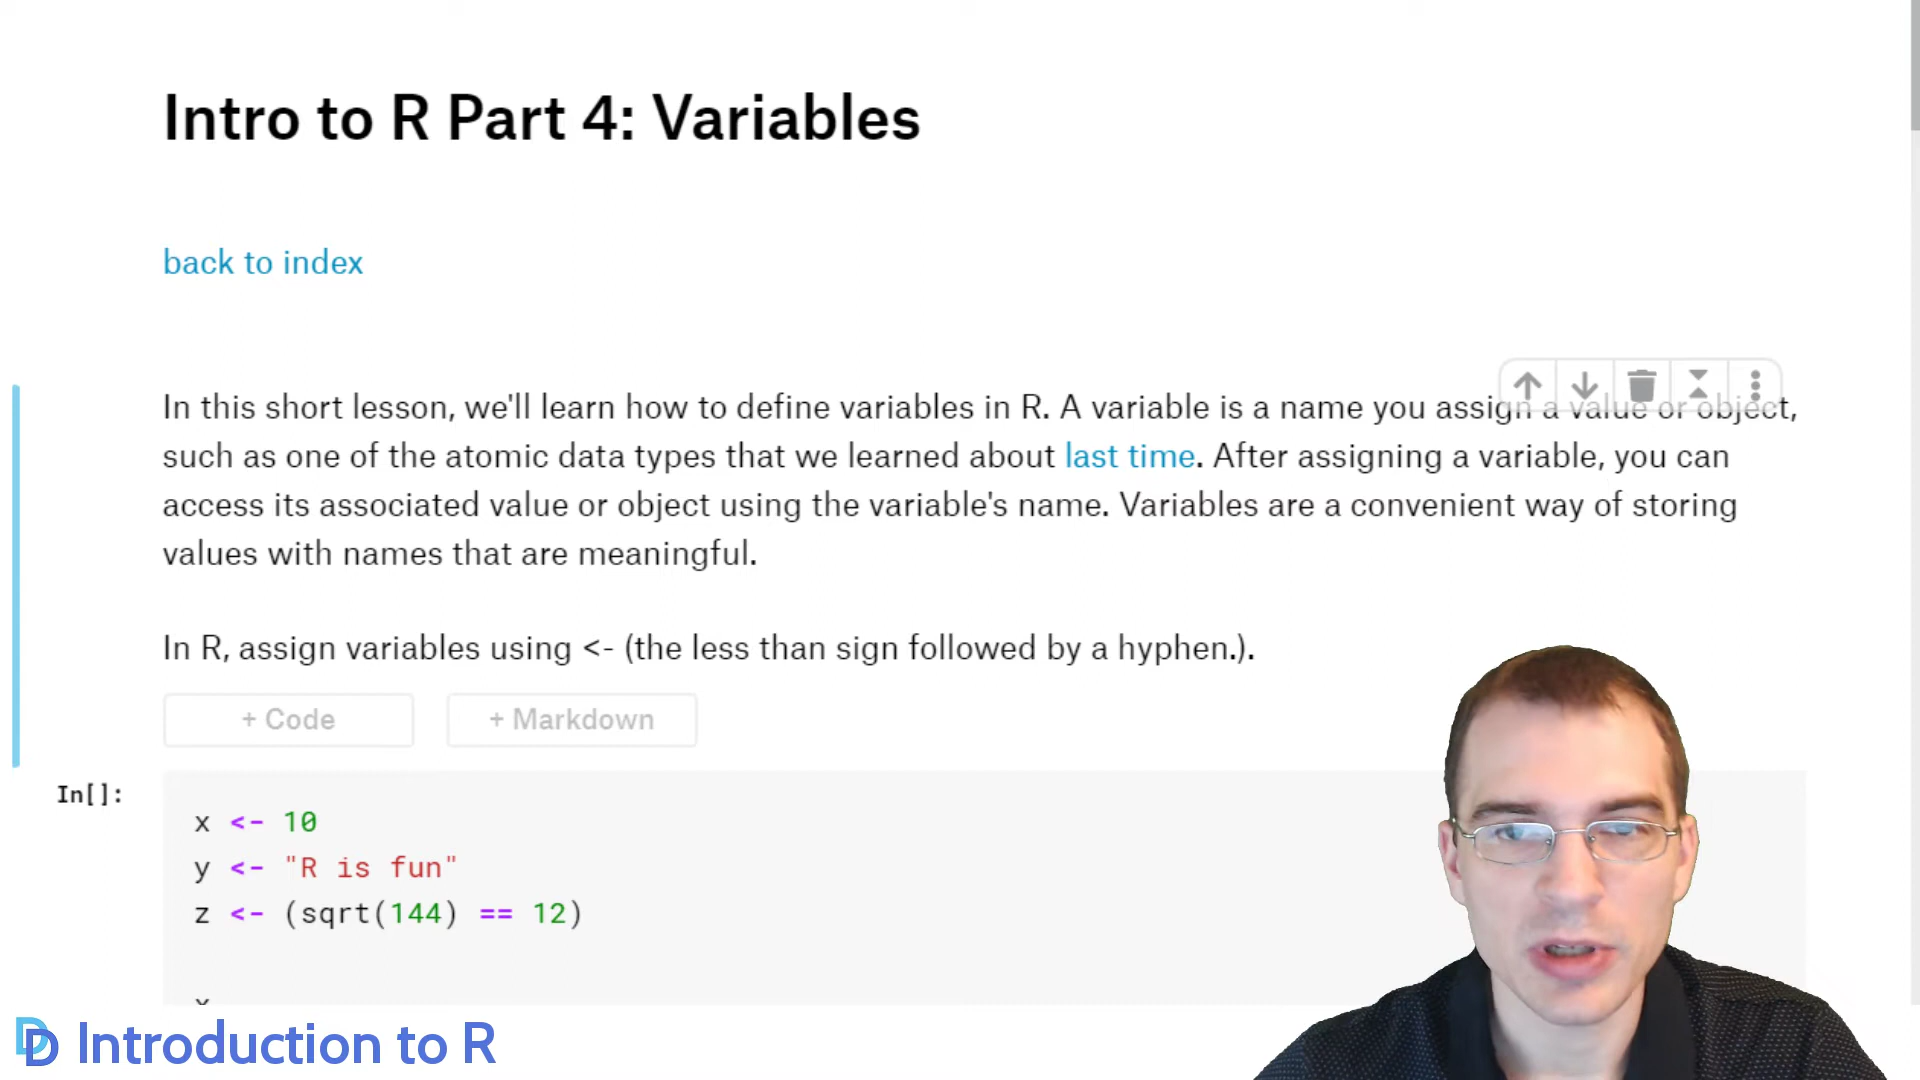 Intro to R Part 4: Variables
back to index
In this short lesson, we'll learn how to define variables in R. A variable is a name you assign a value or object,
such as one of the atomic data types that we learned about last time. After assigning a variable, you can
access its associated value or object using the variable's name. Variables are a convenient way of storing
values with names that are meaningful.
In R, assign variables using <- (the less than sign followed by a hyphen.).
+ Code
+ Markdown
In[]:
x <- 10
y <- "R is fun"
z <- (sqrt(144) == 12)
x
DD Introduction to R